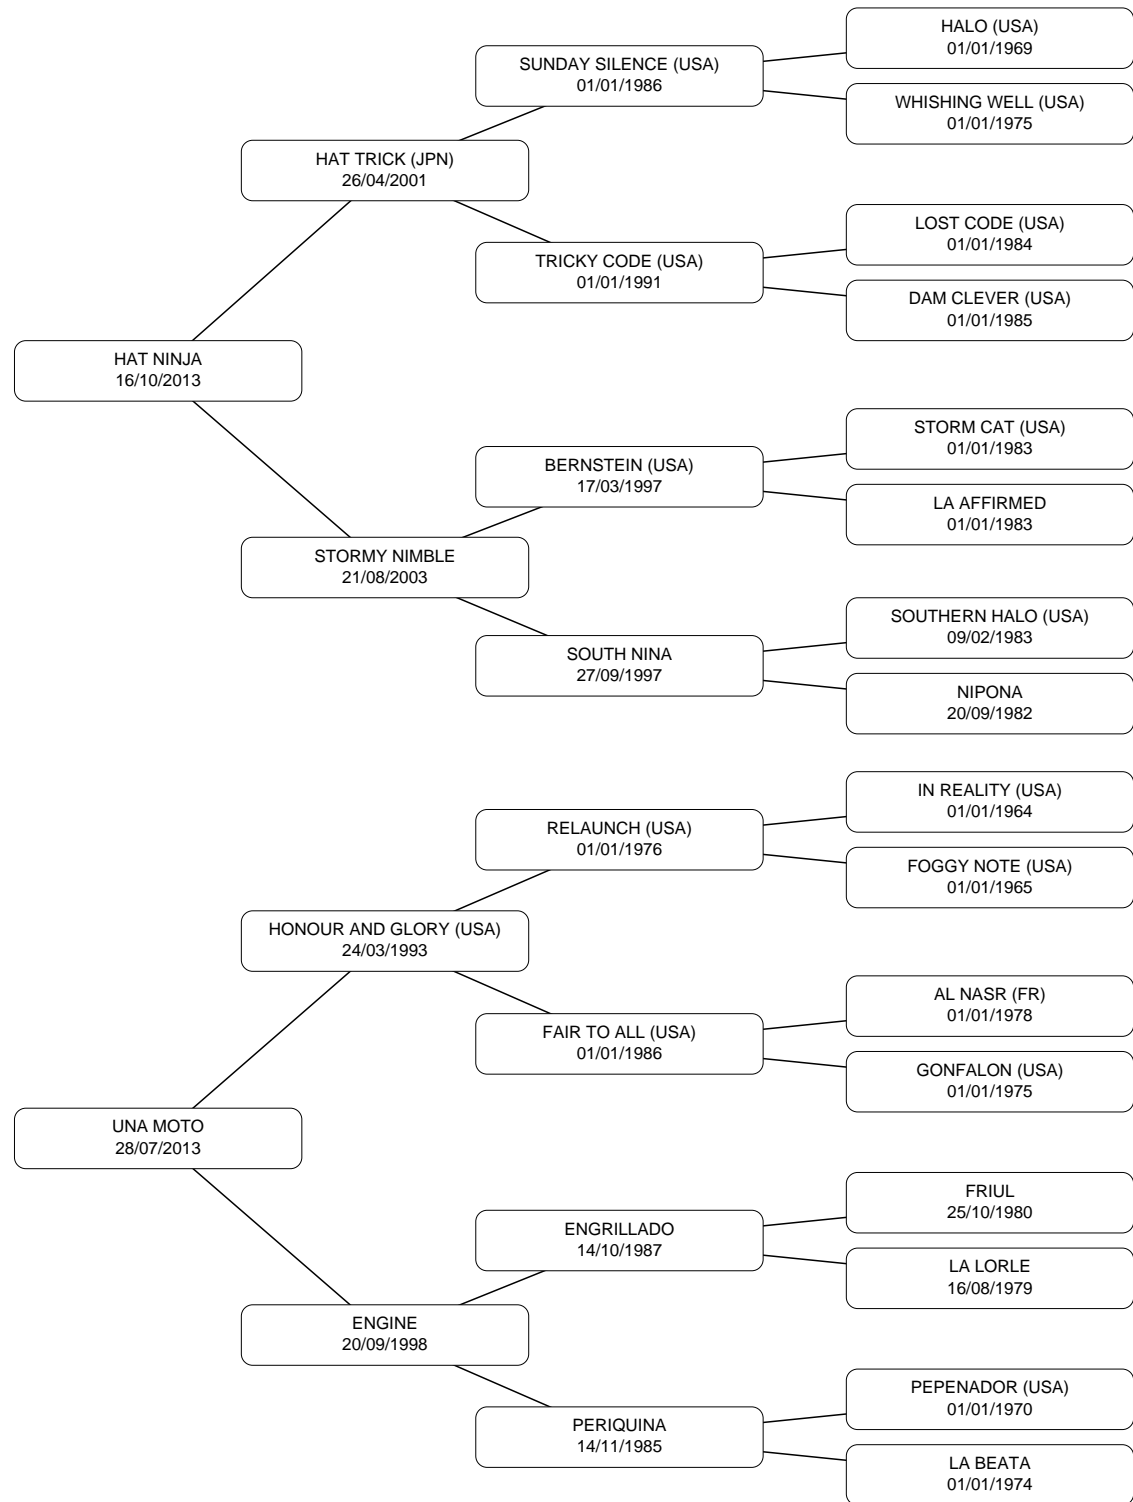 HALO (USA)
01/01/1969
SUNDAY SILENCE (USA)
01/01/1986
WHISHING WELL (USA)
01/01/1975
HAT TRICK (JPN)
26/04/2001
LOST CODE (USA)
01/01/1984
TRICKY CODE (USA)
01/01/1991
DAM CLEVER (USA)
01/01/1985
HAT NINJA
16/10/2013
STORM CAT (USA)
01/01/1983
BERNSTEIN (USA)
17/03/1997
LA AFFIRMED
01/01/1983
STORMY NIMBLE
21/08/2003
SOUTHERN HALO (USA)
09/02/1983
SOUTH NINA
27/09/1997
NIPONA
20/09/1982
IN REALITY (USA)
01/01/1964
RELAUNCH (USA)
01/01/1976
FOGGY NOTE (USA)
01/01/1965
HONOUR AND GLORY (USA)
24/03/1993
AL NASR (FR)
01/01/1978
FAIR TO ALL (USA)
01/01/1986
GONFALON (USA)
01/01/1975
UNA MOTO
28/07/2013
FRIUL
25/10/1980
ENGRILLADO
14/10/1987
LA LORLE
16/08/1979
ENGINE
20/09/1998
PEPENADOR (USA)
01/01/1970
PERIQUINA
14/11/1985
LA BEATA
01/01/1974